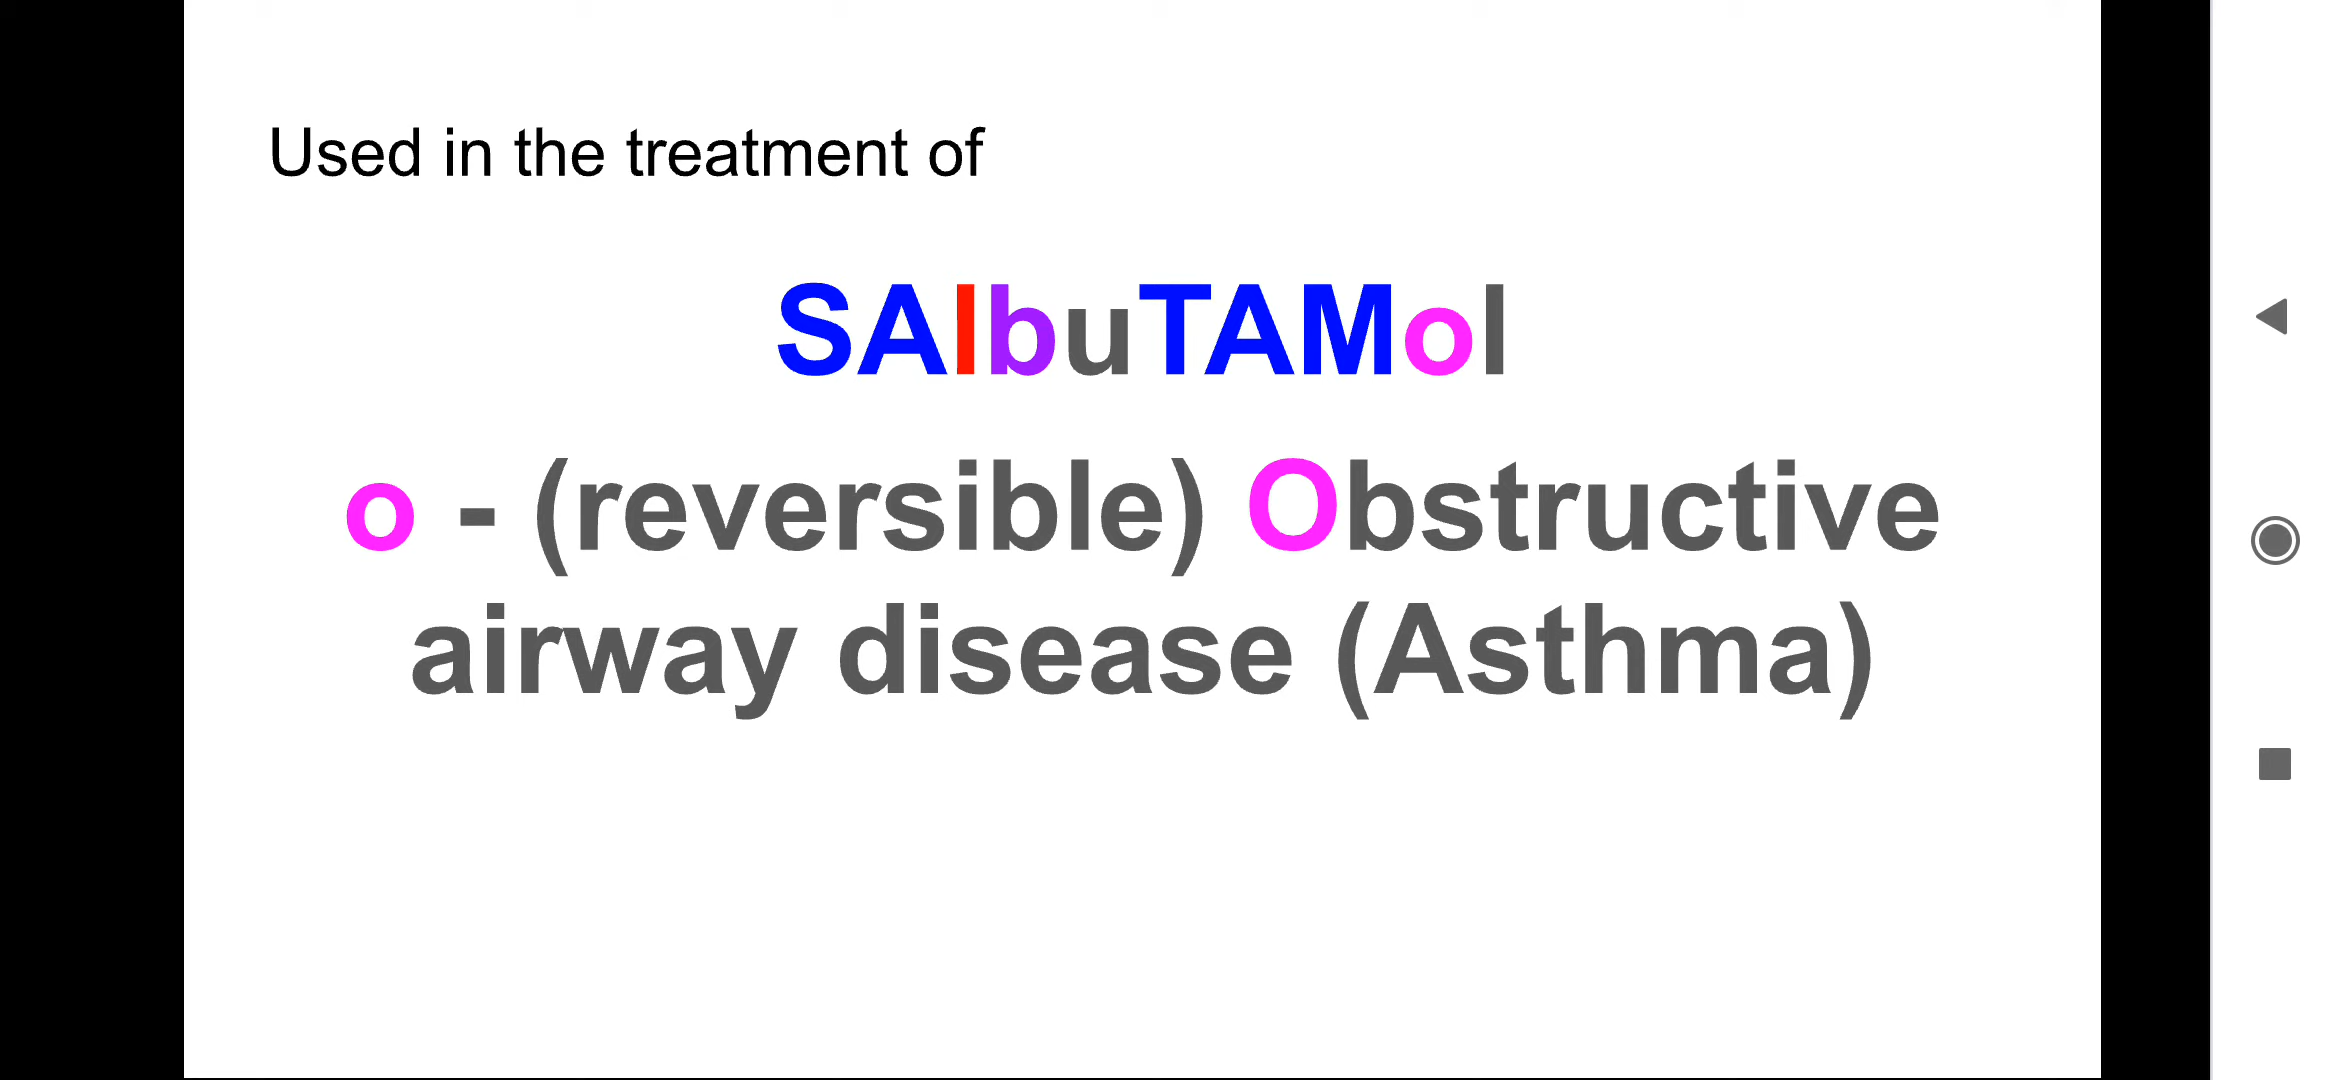 Used in the treatment of
SAlbuTAMol
o - (reversible) Obstructive
airway disease (Asthma)